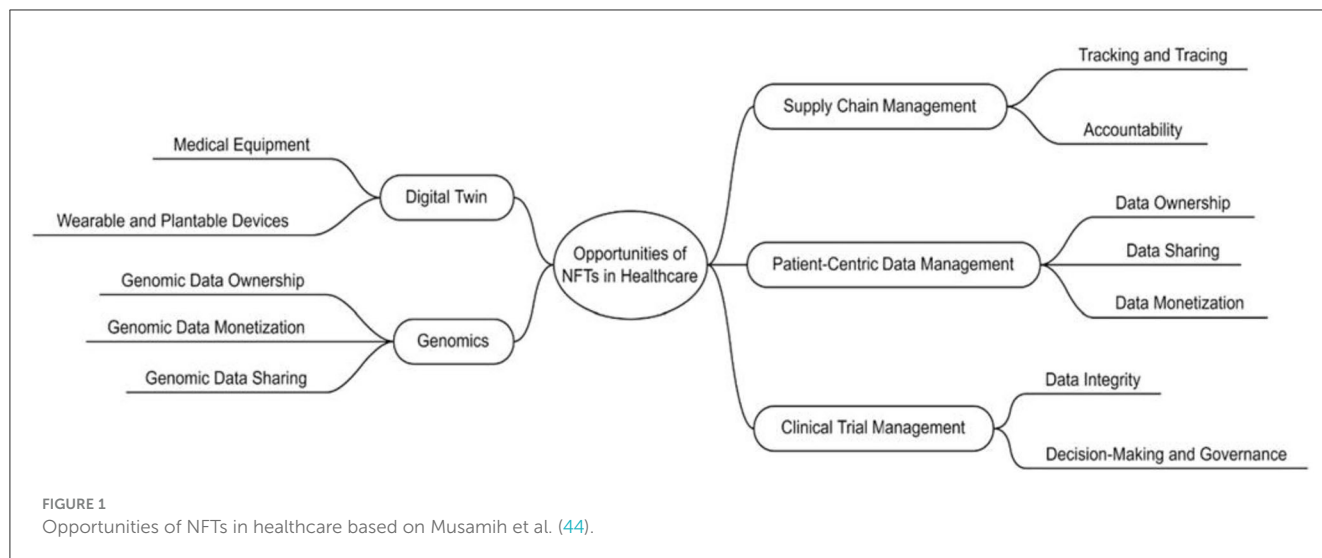 Tracking and Tracing
Supply Chain Management
Accountability
Medical Equipment
Digital Twin
Wearable and Plantable Devices
Opportunities of
NFTs in Healthcare
Data Ownership
Patient-Centric Data Management
Data Sharing
Data Monetization
Genomic Data Ownership
Genomic Data Monetization
Genomics
Genomic Data Sharing
Data Integrity
Clinical Trial Management
Decision-Making and Governance
FIGURE 1
Opportunities of NFTs in healthcare based on Musamih et al. (44).